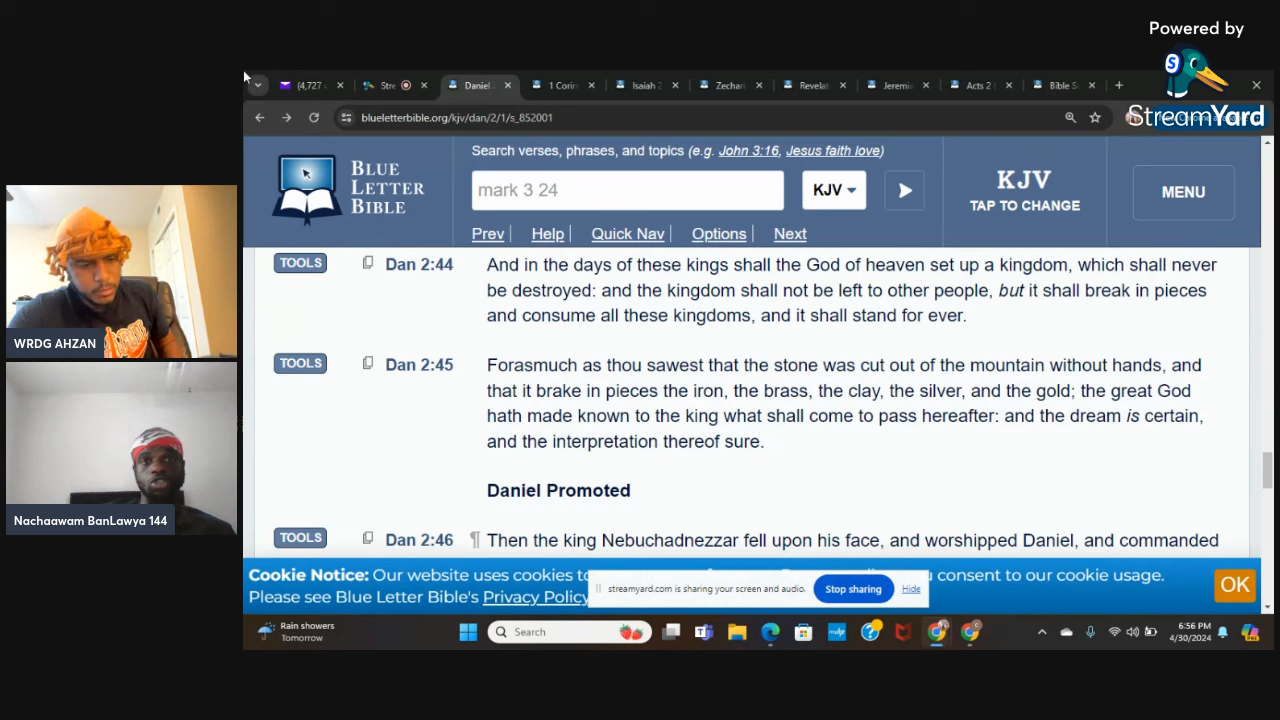 Powered by
StreamYard
(4,727
Stre
Daniel
1 Corin
Isaiah 2
Zechari
Revelat
Jeremia
Acts 2
Bible S
blueletterbible.org/kjv/dan/2/1/s_852001
BLUE
LETTER
BIBLE
Search verses, phrases, and topics (e.g. John 3:16, Jesus faith love)
mark 3 24
KJV
KJV
TAP TO CHANGE
MENU
Prev | Help | Quick Nav | Options | Next
TOOLS Dan 2:44 And in the days of these kings shall the God of heaven set up a kingdom, which shall never
be destroyed: and the kingdom shall not be left to other people, but it shall break in pieces
and consume all these kingdoms, and it shall stand for ever.
TOOLS Dan 2:45 Forasmuch as thou sawest that the stone was cut out of the mountain without hands, and
that it brake in pieces the iron, the brass, the clay, the silver, and the gold; the great God
hath made known to the king what shall come to pass hereafter: and the dream is certain,
and the interpretation thereof sure.
Daniel Promoted
TOOLS Dan 2:46 ¶ Then the king Nebuchadnezzar fell upon his face, and worshipped Daniel, and commanded
Cookie Notice: Our website uses cookies to
consent to our cookie usage.
Please see Blue Letter Bible's Privacy Policy
OK
streamyard.com is sharing your screen and audio. Stop sharing Hide
WRDG AHZAN
Nachaawam BanLawya 144
Rain showers
Tomorrow
Search
6:56 PM
4/30/2024